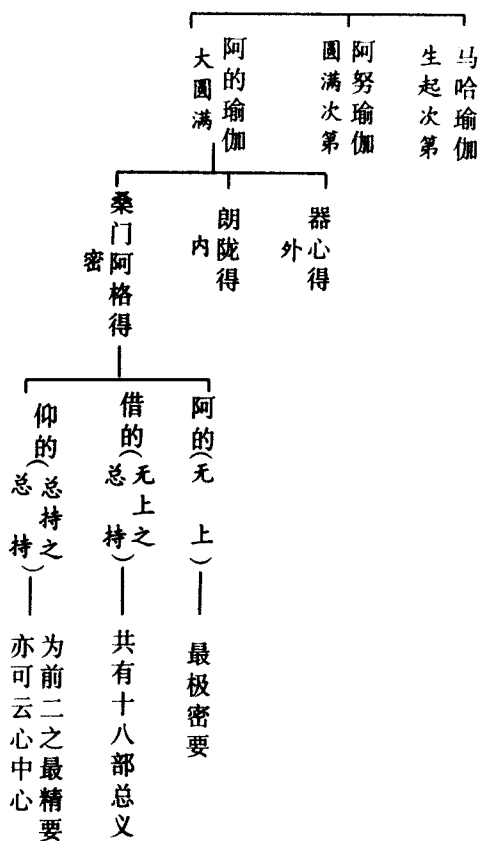 马哈瑜伽
生起次第
阿努瑜伽
圆满次第
阿的瑜伽
大圆满
器心得
外
朗陇得
内
桑门阿格得
密
阿的(无上)
最极密要
借的(无上之
总持)
共有十八部总义
仰的(总持之
总持)
为前二之最精要
亦可云心中心